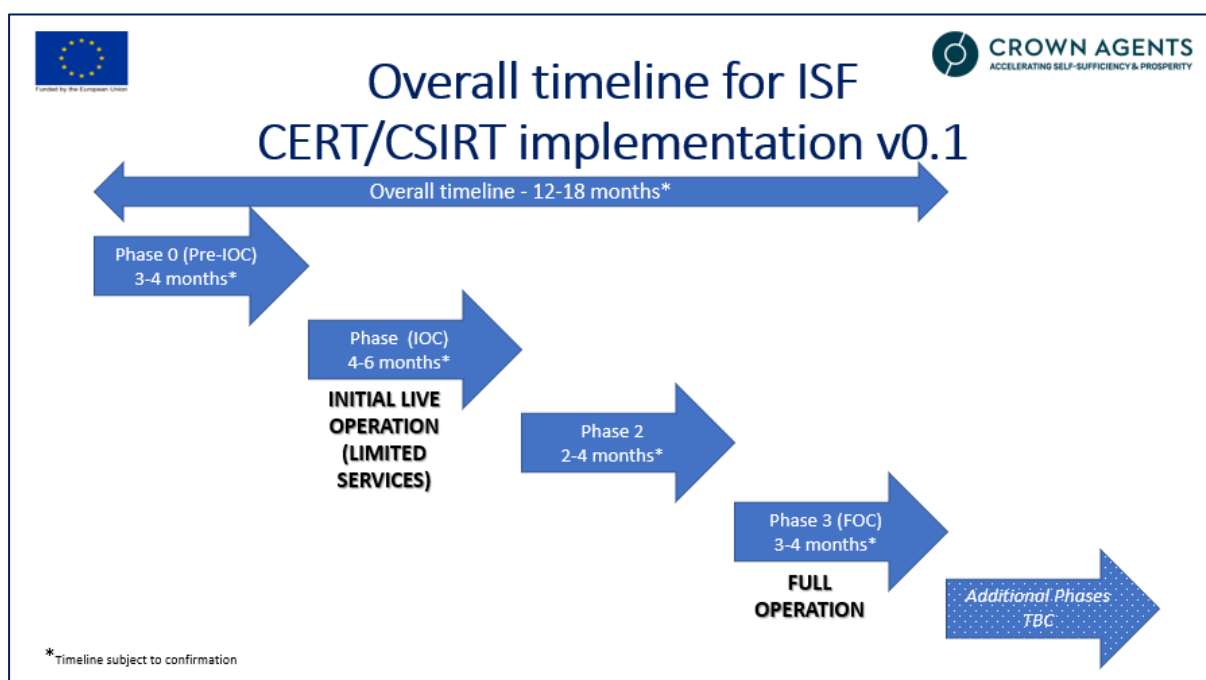 Funded by the European Union
CROWN AGENTS
ACCELERATING SELF-SUFFICIENCY & PROSPERITY
Overall timeline for ISF
CERT/CSIRT implementation v0.1
Overall timeline - 12-18 months*
Phase 0 (Pre-IOC)
3-4 months*
Phase (IOC)
4-6 months*
INITIAL LIVE
OPERATION
(LIMITED
SERVICES)
Phase 2
2-4 months*
Phase 3 (FOC)
3-4 months*
FULL
OPERATION
Additional Phases
TBC
*Timeline subject to confirmation